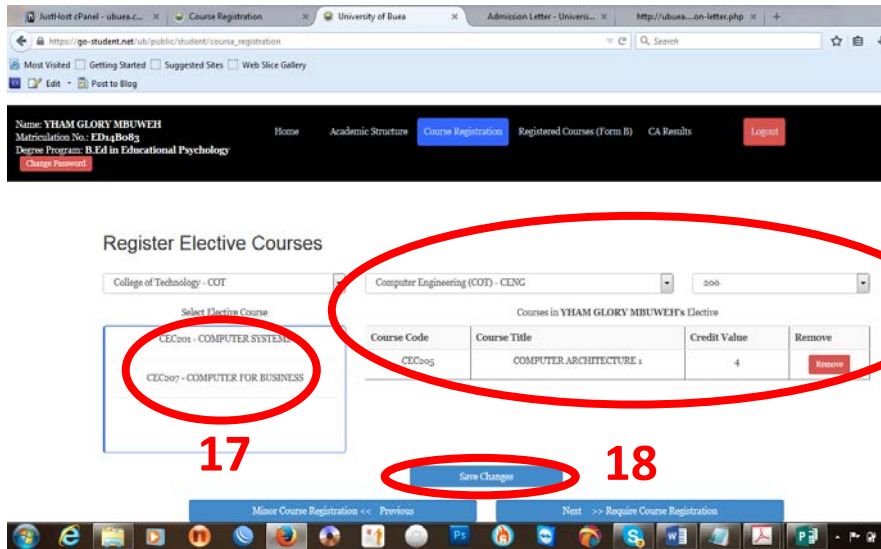 JustHost cPanel - ubuea.c... × Course Registration × University of Buea × Admission Letter - Universi... × http://ubuea....on-letter.php × +
https://go-student.net/ub/public/student/course_registration Search
Most Visited Getting Started Suggested Sites Web Slice Gallery
Edit Post to Blog
Name: YHAM GLORY MBUWEH
Matriculation No.: ED14B083
Degree Program: B.Ed in Educational Psychology
Change Password
Home Academic Structure Course Registration Registered Courses (Form B) CA Results Logout
Register Elective Courses
College of Technology - COT Computer Engineering (COT) - CENG 200
Select Elective Course Courses in YHAM GLORY MBUWEH's Elective
CEC201 - COMPUTER SYSTEMS
CEC207 - COMPUTER FOR BUSINESS
Course Code Course Title Credit Value Remove
CEC205 COMPUTER ARCHITECTURE 1 4 Remove
17
18
Save Changes
Minor Course Registration << Previous Next >> Require Course Registration